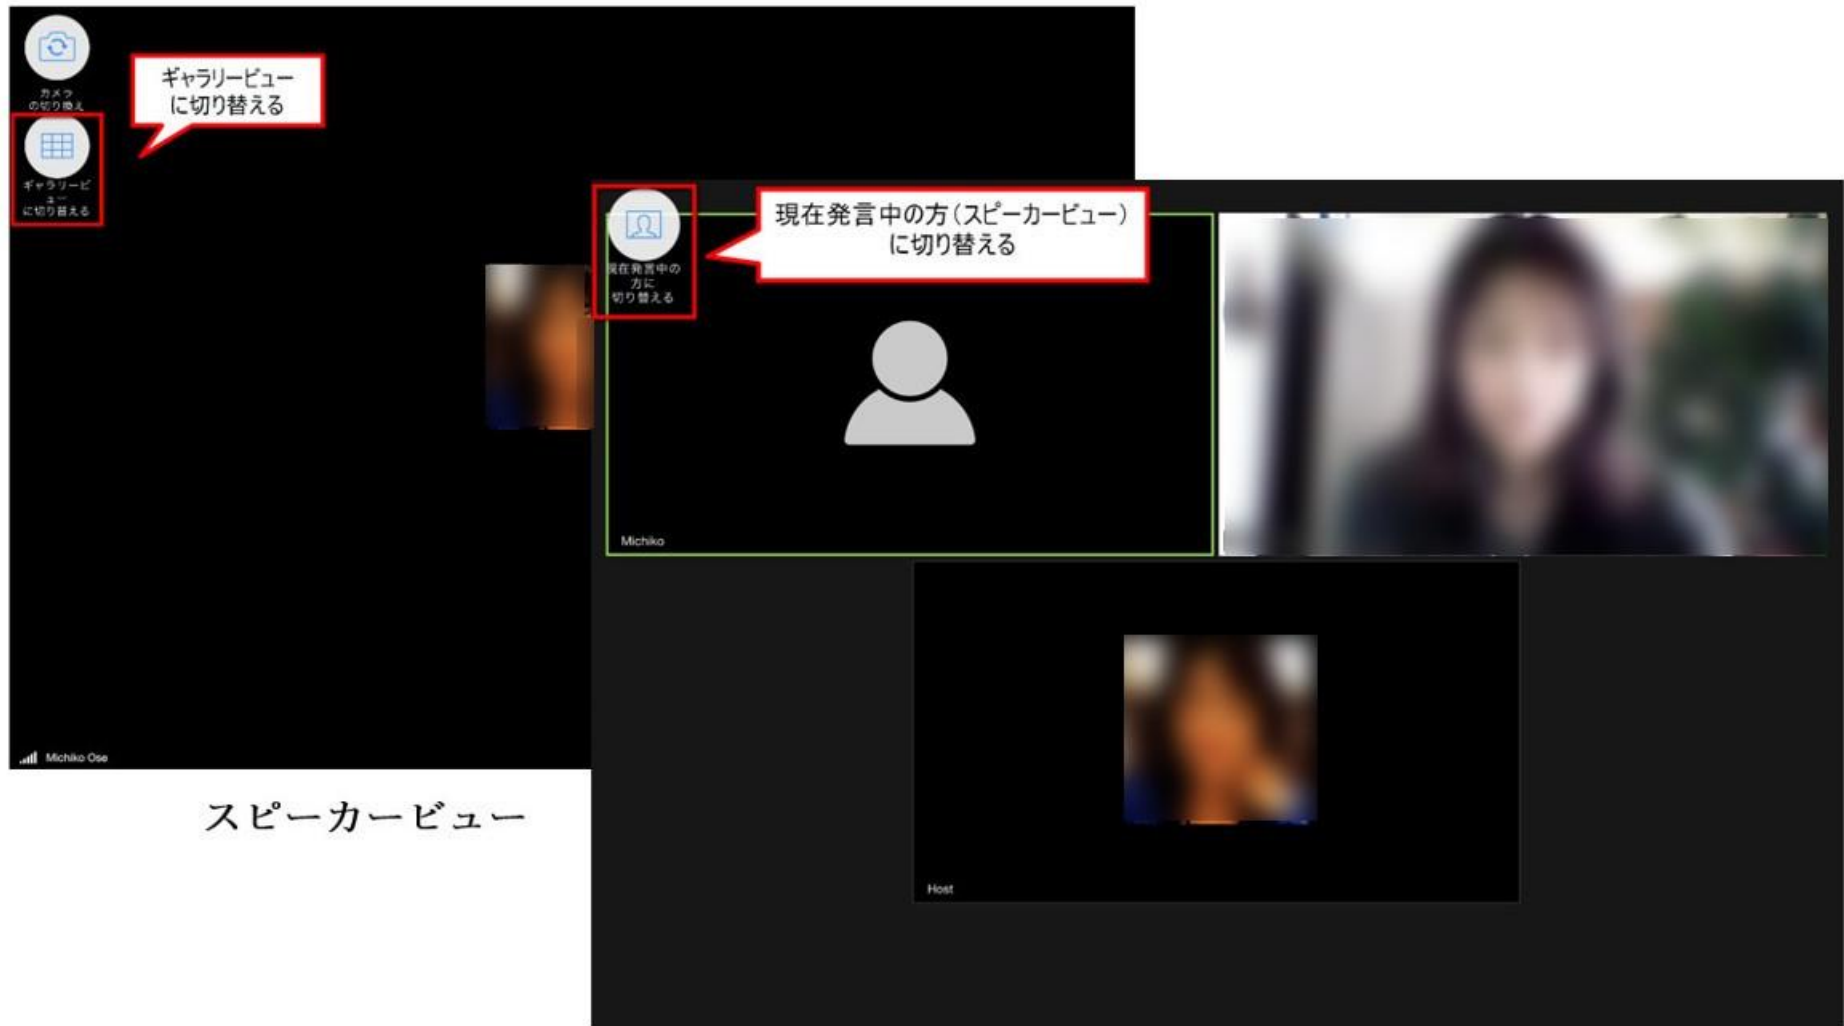 カメラ
の切り換え
ギャラリービュー
に切り替える
ギャラリービ
ュー
に切り替える
現在発言中の方(スピーカービュー)
に切り替える
現在発言中の
方に
切り替える
Michiko
Host
Michiko Ose
スピーカービュー